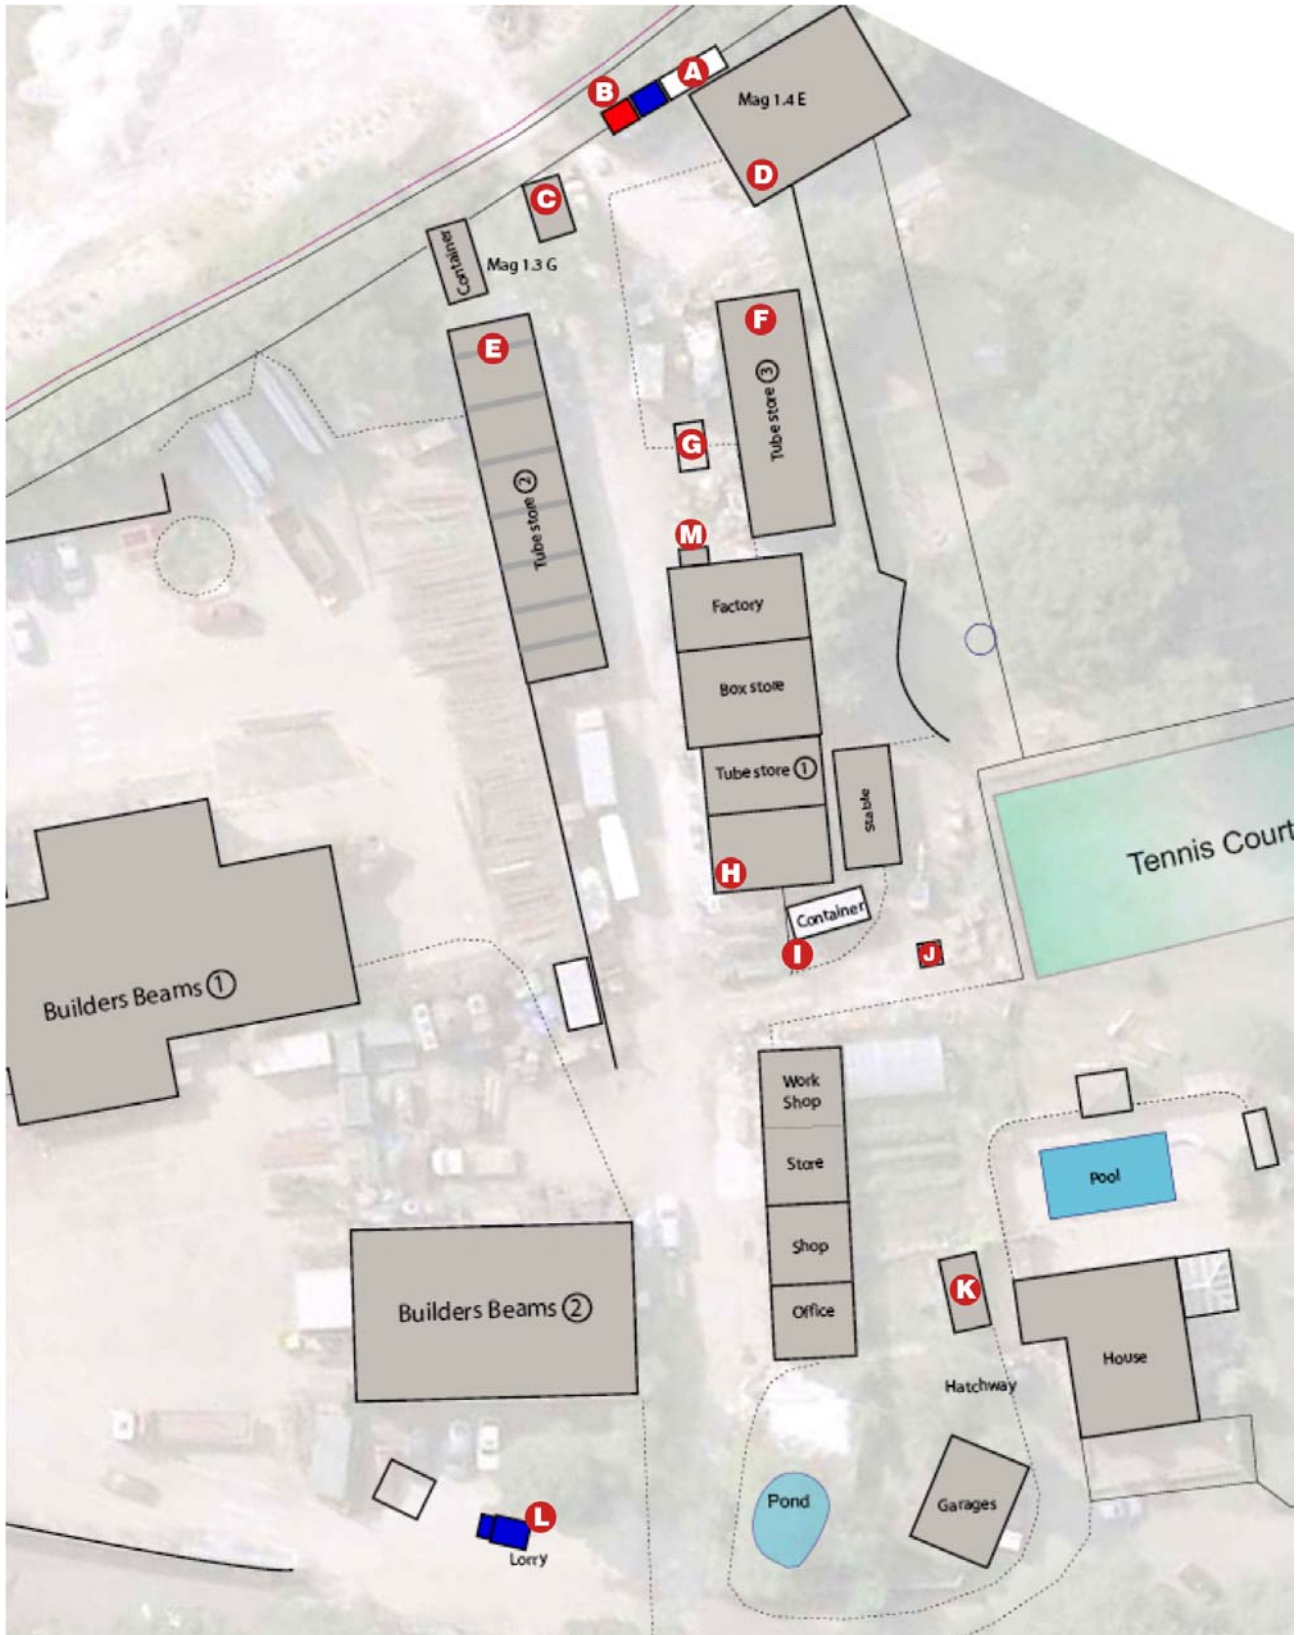 A
B
Mag 1.4 E
D
C
Container
Mag 1.3 G
F
E
Tube store 3
G
Tube store 2
M
Factory
Box store
Tube store 1
Stable
Tennis Court
H
Container
I
J
Builders Beams 1
Work
Shop
Store
Pool
Shop
K
Builders Beams 2
Office
House
Hatchway
Pond
Garages
L
Lorry